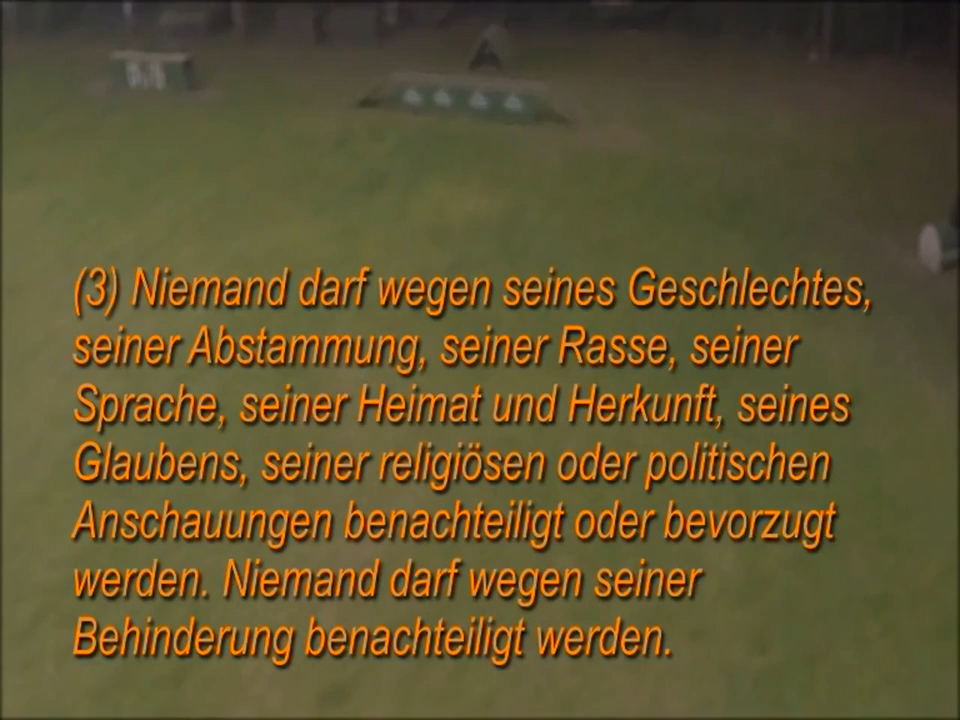 (3) Niemand darf wegen seines Geschlechtes,
seiner Abstammung, seiner Rasse, seiner
Sprache, seiner Heimat und Herkunft, seines
Glaubens, seiner religiösen oder politischen
Anschauungen benachteiligt oder bevorzugt
werden. Niemand darf wegen seiner
Behinderung benachteiligt werden.